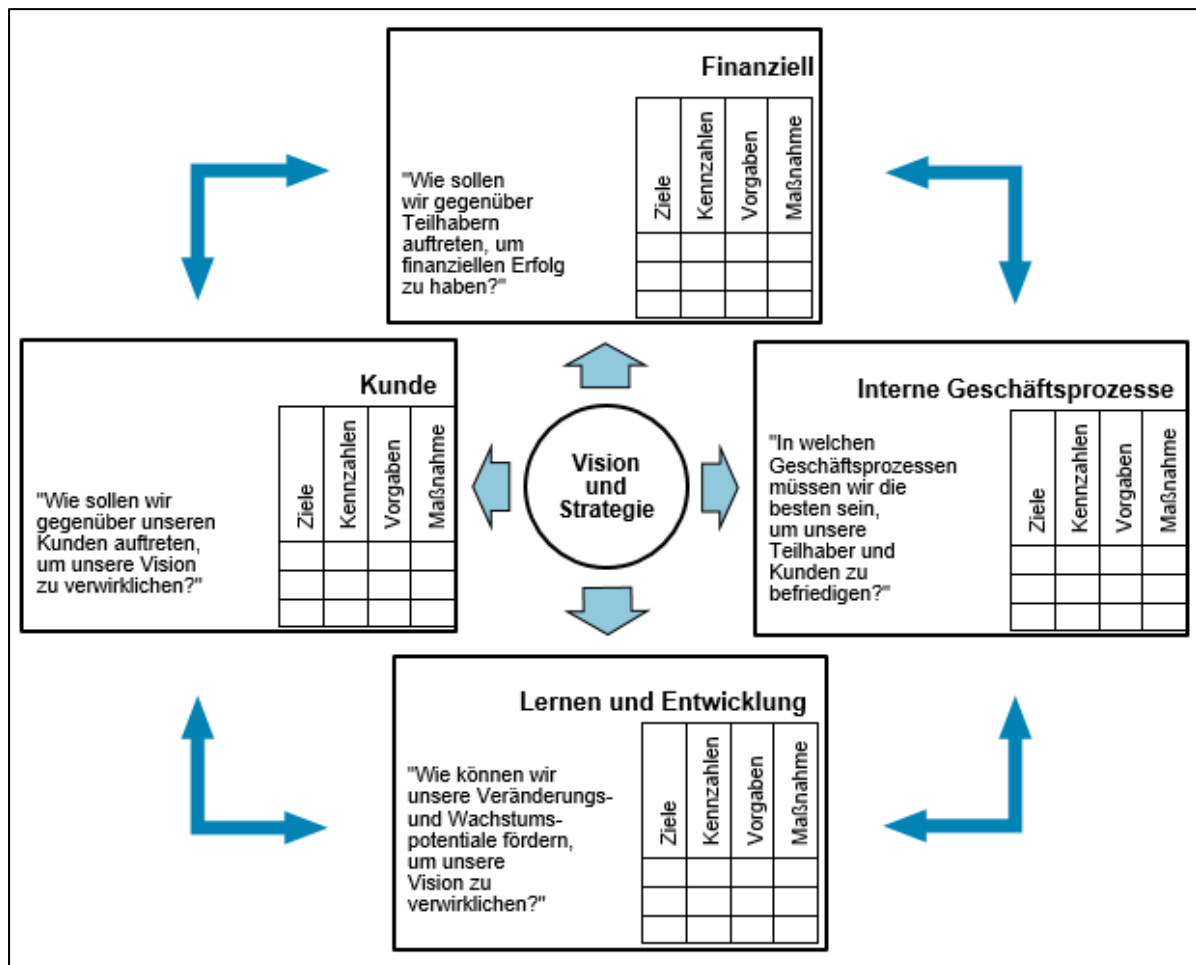 Finanziell
"Wie sollen
wir gegenüber
Teilhabern
auftreten, um
finanziellen Erfolg
zu haben?"
Ziele
Kennzahlen
Vorgaben
Maßnahme
Kunde
"Wie sollen wir
gegenüber unseren
Kunden auftreten,
um unsere Vision
zu verwirklichen?"
Ziele
Kennzahlen
Vorgaben
Maßnahme
Vision
und
Strategie
Interne Geschäftsprozesse
"In welchen
Geschäftsprozessen
müssen wir die
besten sein,
um unsere
Teilhaber und
Kunden zu
befriedigen?"
Ziele
Kennzahlen
Vorgaben
Maßnahme
Lernen und Entwicklung
"Wie können wir
unsere Veränderungs-
und Wachstums-
potentiale fördern,
um unsere
Vision zu
verwirklichen?"
Ziele
Kennzahlen
Vorgaben
Maßnahme